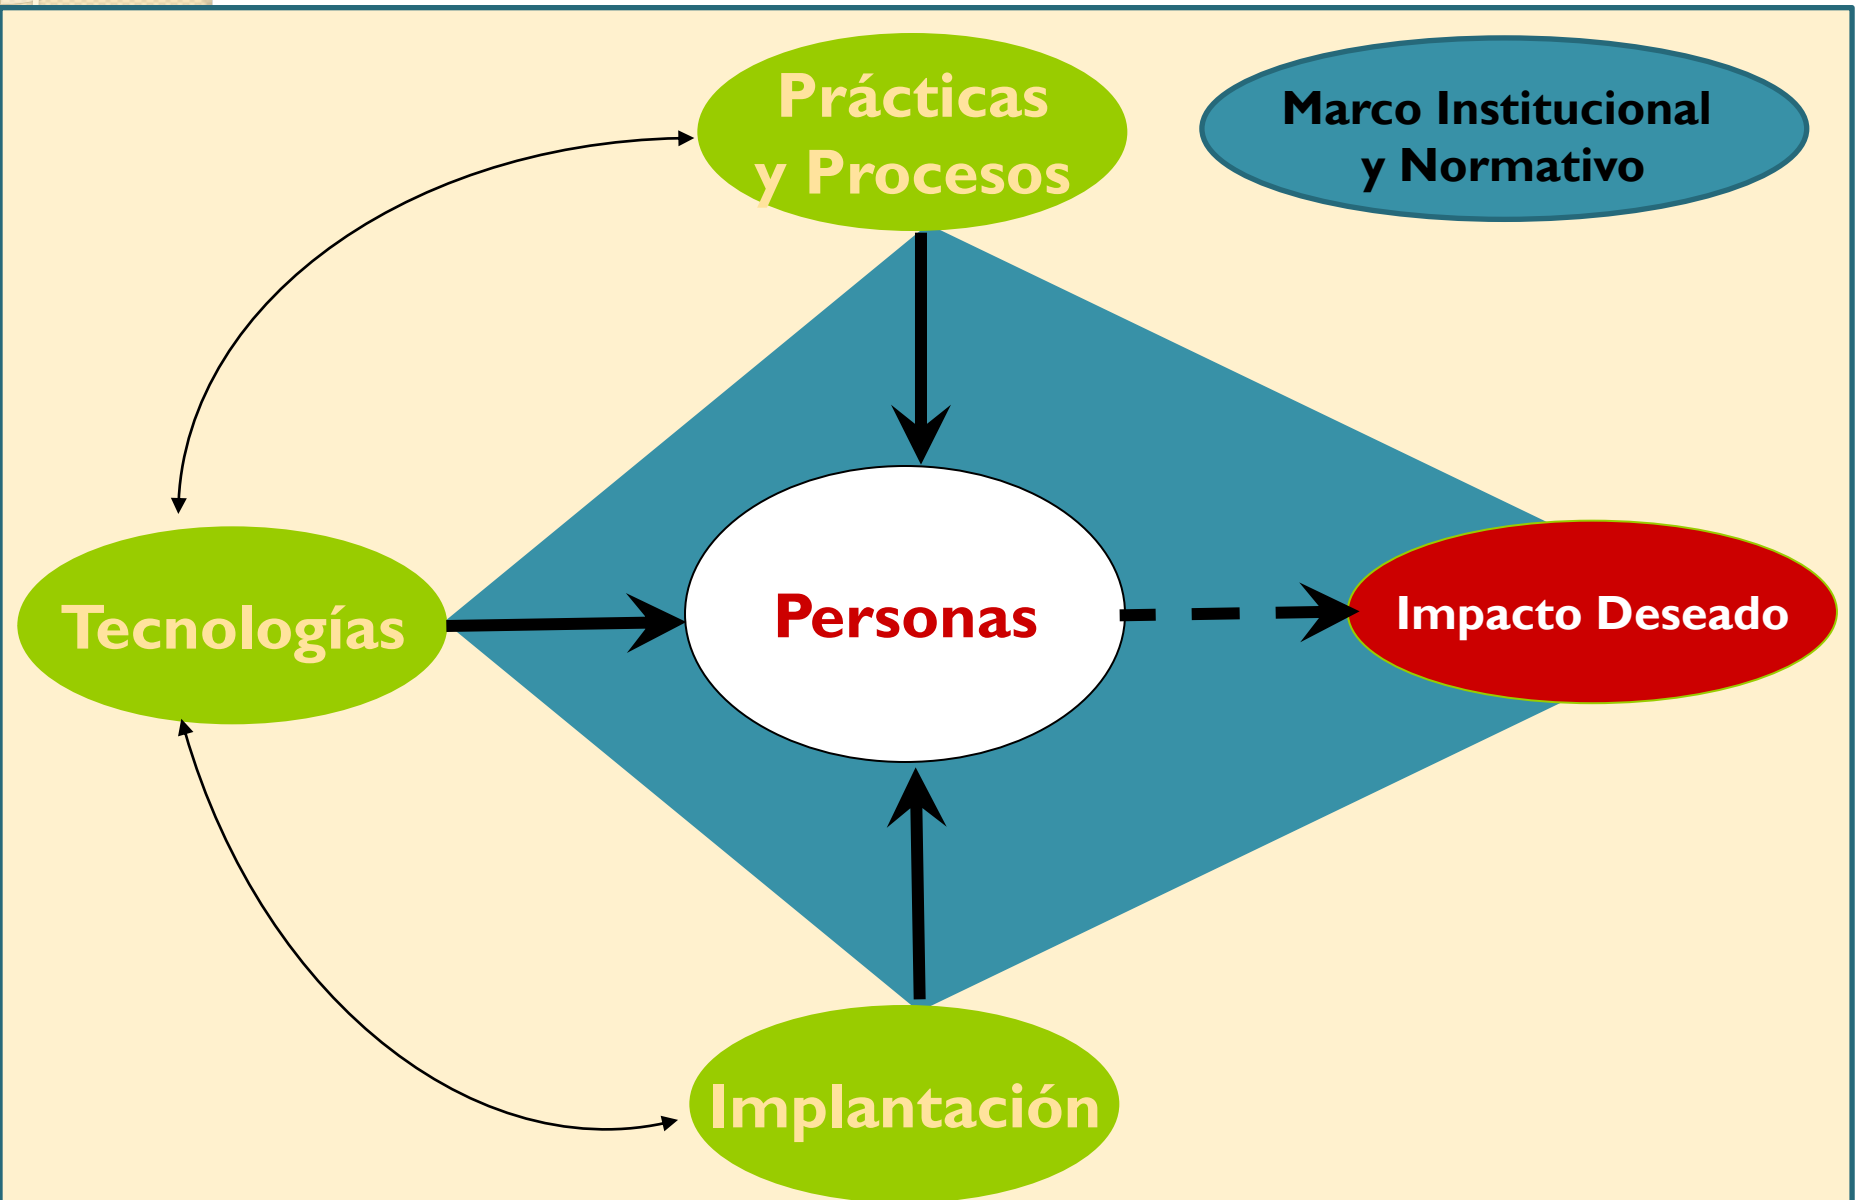 Prácticas
y Procesos
Marco Institucional
y Normativo
Tecnologías
Personas
Impacto Deseado
Implantación